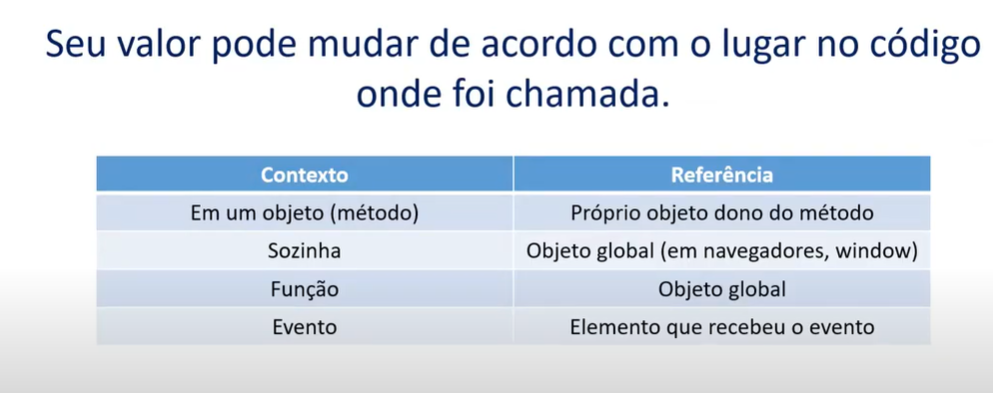 Seu valor pode mudar de acordo com o lugar no código
onde foi chamada.
Contexto Referência
Em um objeto (método) Próprio objeto dono do método
Sozinha Objeto global (em navegadores, window)
Função Objeto global
Evento Elemento que recebeu o evento